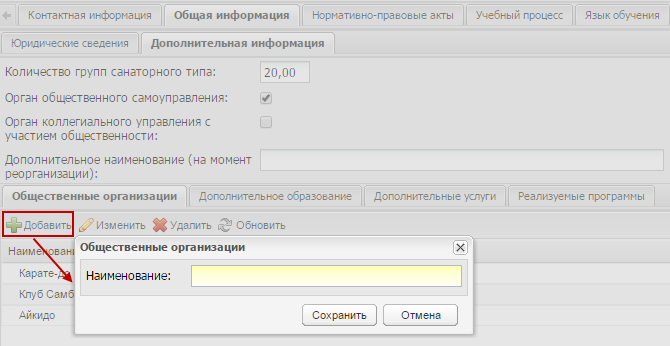 Контактная информация Общая информация Нормативно-правовые акты Учебный процесс Язык обучения
Юридические сведения Дополнительная информация
Количество групп санаторного типа: 20,00
Орган общественного самоуправления:
Орган коллегиального управления с
участием общественности:
Дополнительное наименование (на момент
реорганизации):
Общественные организации Дополнительное образование Дополнительные услуги Реализуемые программы
Добавить Изменить Удалить Обновить
Общественные организации
Наименование:
Сохранить Отмена
Карате-до
Клуб Самб
Айкидо